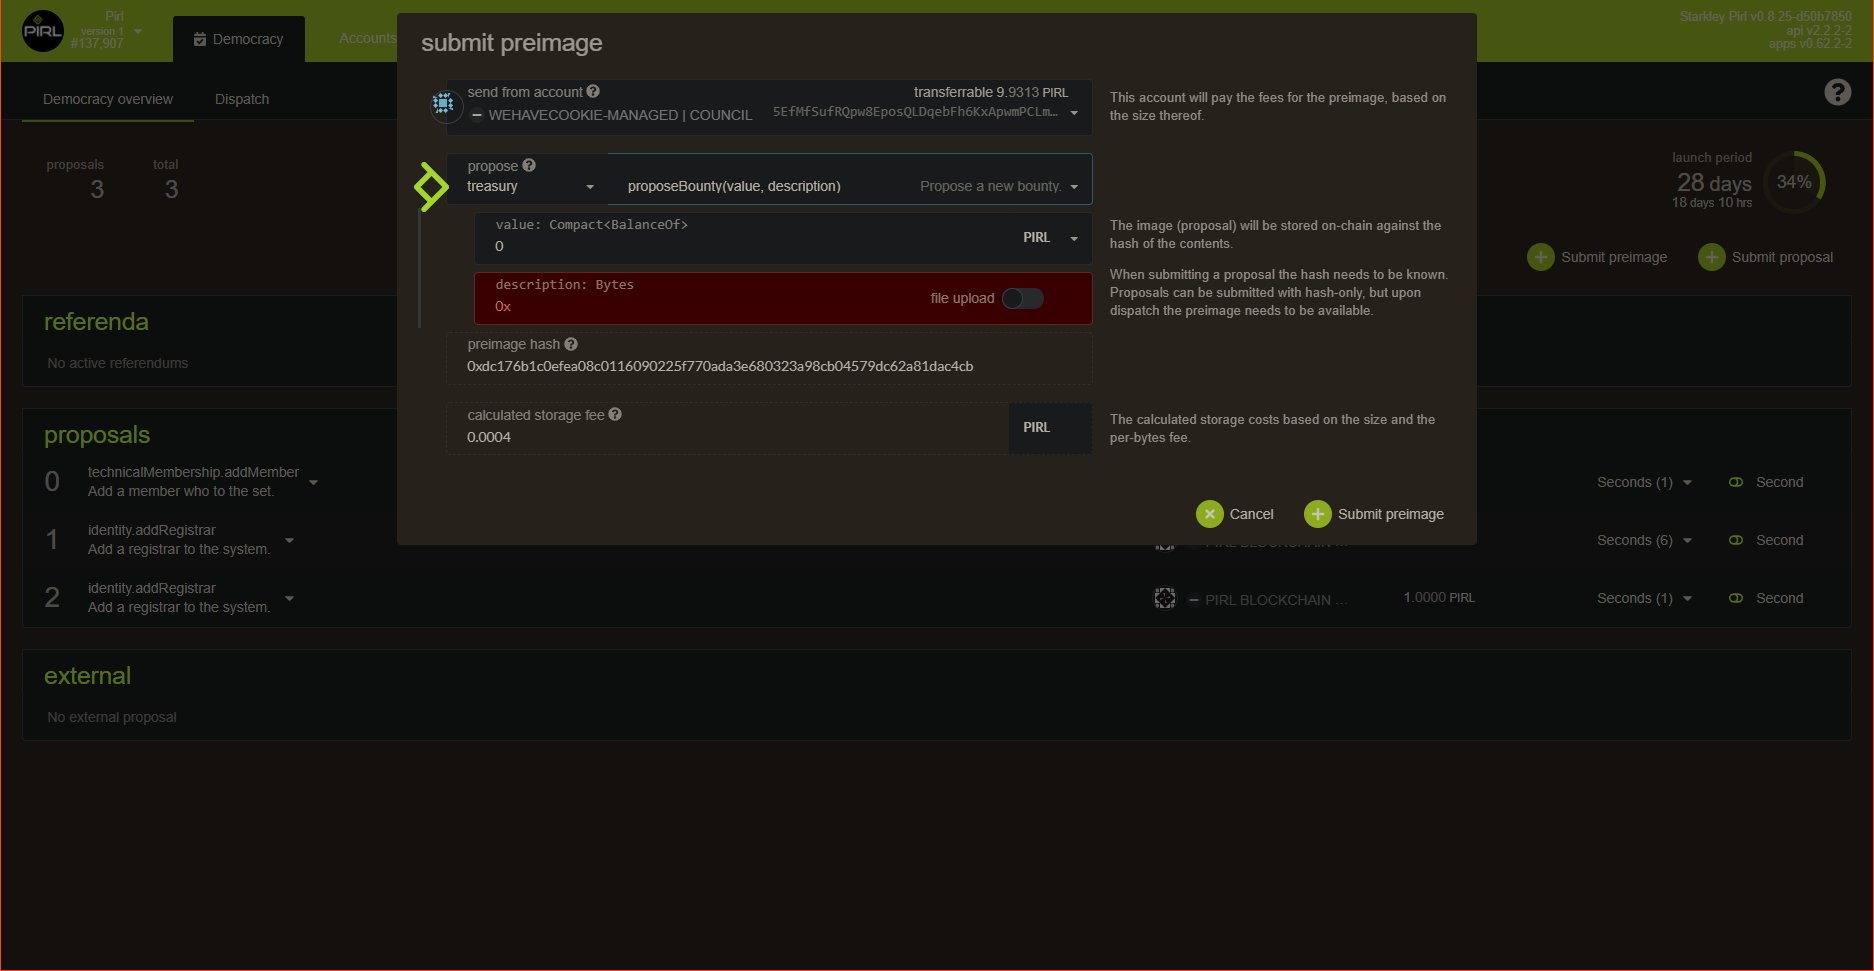 PIRL
Pirl
version 1
#137,907
Democracy
Accounts
Starkley Pirl v0.8.25-d50b7850
api v2.2.2-2
apps v0.62.2-2
Democracy overview
Dispatch
proposals
3
total
3
launch period
28 days
18 days 10 hrs
34%
Submit preimage
Submit proposal
submit preimage
send from account
transferrable 9.9313 PIRL
WEHAVECOOKIE-MANAGED | COUNCIL
5EfMfSufRQpw8EposQLDqebFh6KxApwmPCLm…
This account will pay the fees for the preimage, based on
the size thereof.
propose
treasury
proposeBounty(value, description)
Propose a new bounty.
value: Compact<BalanceOf>
0
PIRL
The image (proposal) will be stored on-chain against the
hash of the contents.
description: Bytes
0x
file upload
When submitting a proposal the hash needs to be known.
Proposals can be submitted with hash-only, but upon
dispatch the preimage needs to be available.
preimage hash
0xdc176b1c0efea08c0116090225f770ada3e680323a98cb04579dc62a81dac4cb
calculated storage fee
0.0004
PIRL
The calculated storage costs based on the size and the
per-bytes fee.
Cancel
Submit preimage
referenda
No active referendums
proposals
0
technicalMembership.addMember
Add a member who to the set.
Seconds (1)
Second
1
identity.addRegistrar
Add a registrar to the system.
PIRL BLOCKCHAIN ...
Seconds (6)
Second
2
identity.addRegistrar
Add a registrar to the system.
PIRL BLOCKCHAIN ...
1.0000 PIRL
Seconds (1)
Second
external
No external proposal